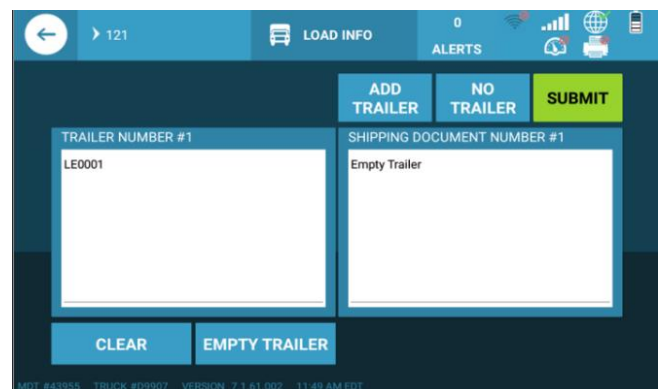 121
LOAD INFO
0
ALERTS
ADD
TRAILER
NO
TRAILER
SUBMIT
TRAILER NUMBER #1
LE0001
SHIPPING DOCUMENT NUMBER #1
Empty Trailer
CLEAR
EMPTY TRAILER
MDT #43955 TRUCK #D9907 VERSION 7.1.61.002 11:49 AM EDT